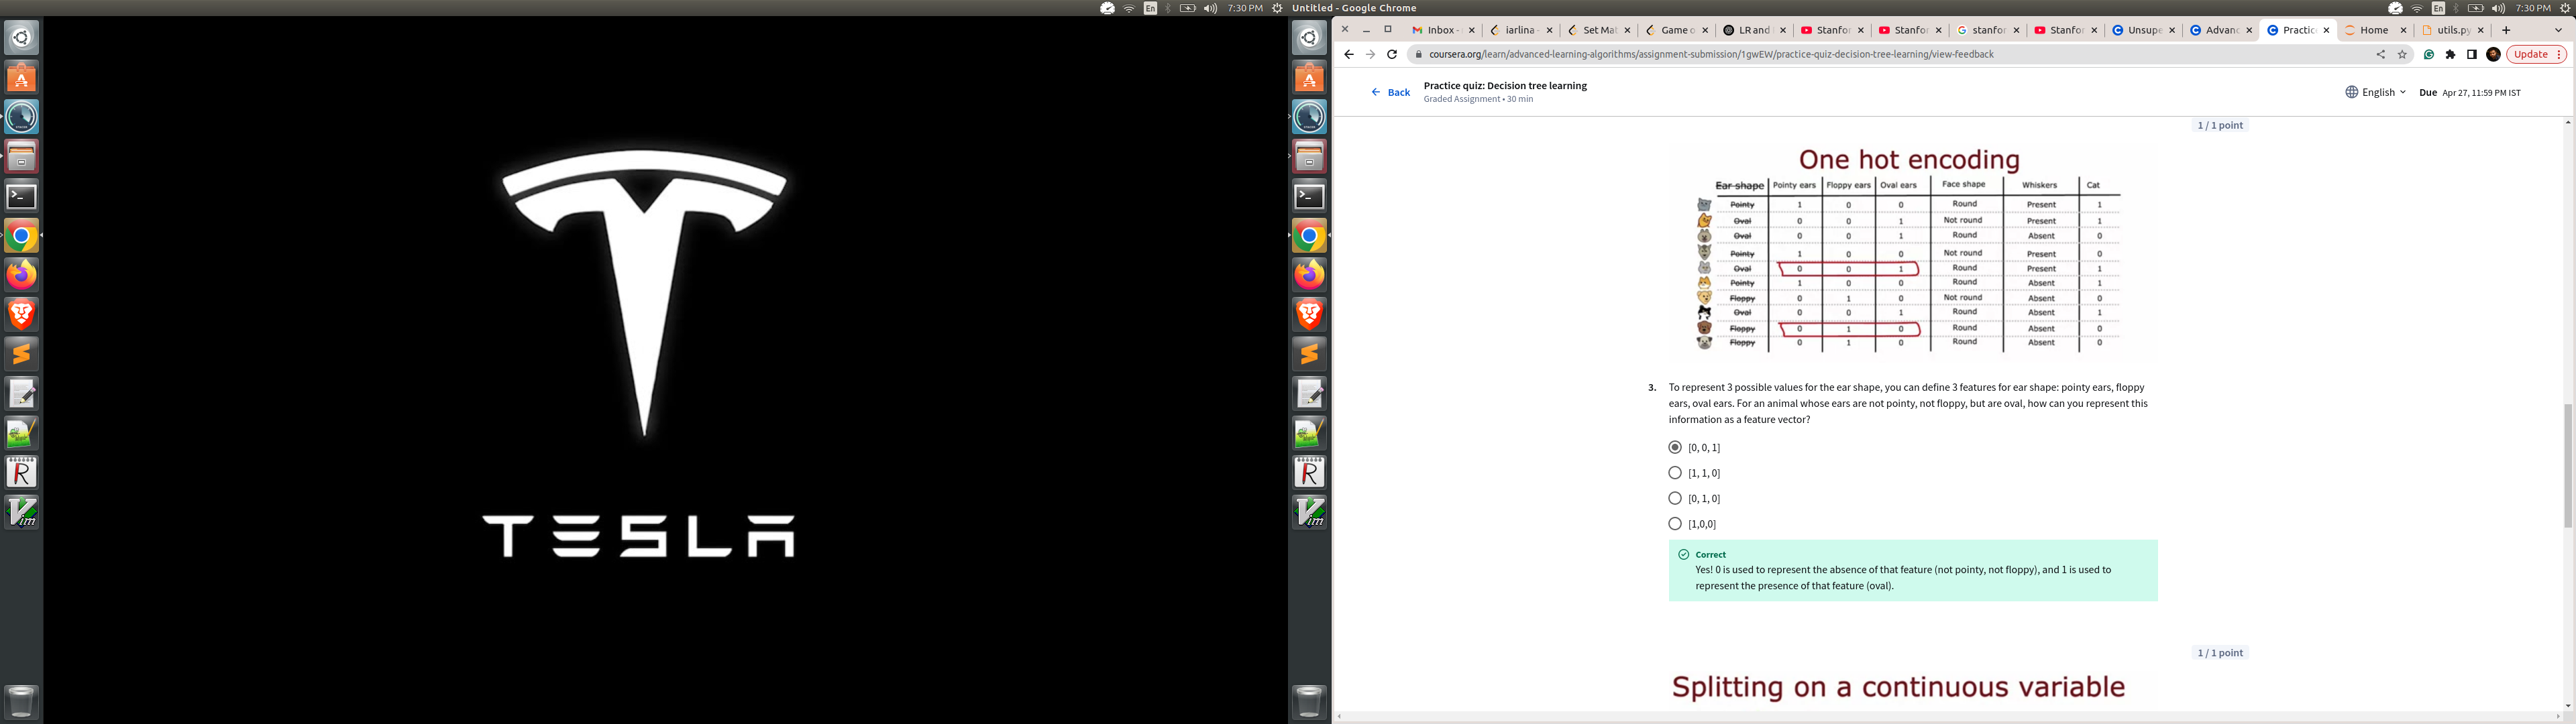 En
7:30 PM
Untitled - Google Chrome
En
7:30 PM
TESLA
Inbox -
iarlina
Set Mat
Game o
LR and
Stanfor
Stanfor
stanfor
Stanfor
Unsupe
Advanc
Practic
Home
utils.py
coursera.org/learn/advanced-learning-algorithms/assignment-submission/1gwEW/practice-quiz-decision-tree-learning/view-feedback
Update
Back
Practice quiz: Decision tree learning
Graded Assignment • 30 min
English
Due Apr 27, 11:59 PM IST
1 / 1 point
One hot encoding
Ear shape Pointy ears Floppy ears Oval ears Face shape Whiskers Cat
Pointy 1 0 0 Round Present 1
Oval 0 0 1 Not round Present 1
Oval 0 0 1 Round Absent 0
Pointy 1 0 0 Not round Present 0
Oval 0 0 1 Round Present 1
Pointy 1 0 0 Round Absent 1
Floppy 0 1 0 Not round Absent 0
Oval 0 0 1 Round Absent 1
Floppy 0 1 0 Round Absent 0
Floppy 0 1 0 Round Absent 0
3. To represent 3 possible values for the ear shape, you can define 3 features for ear shape: pointy ears, floppy
ears, oval ears. For an animal whose ears are not pointy, not floppy, but are oval, how can you represent this
information as a feature vector?
[0, 0, 1]
[1, 1, 0]
[0, 1, 0]
[1,0,0]
Correct
Yes! 0 is used to represent the absence of that feature (not pointy, not floppy), and 1 is used to
represent the presence of that feature (oval).
1 / 1 point
Splitting on a continuous variable